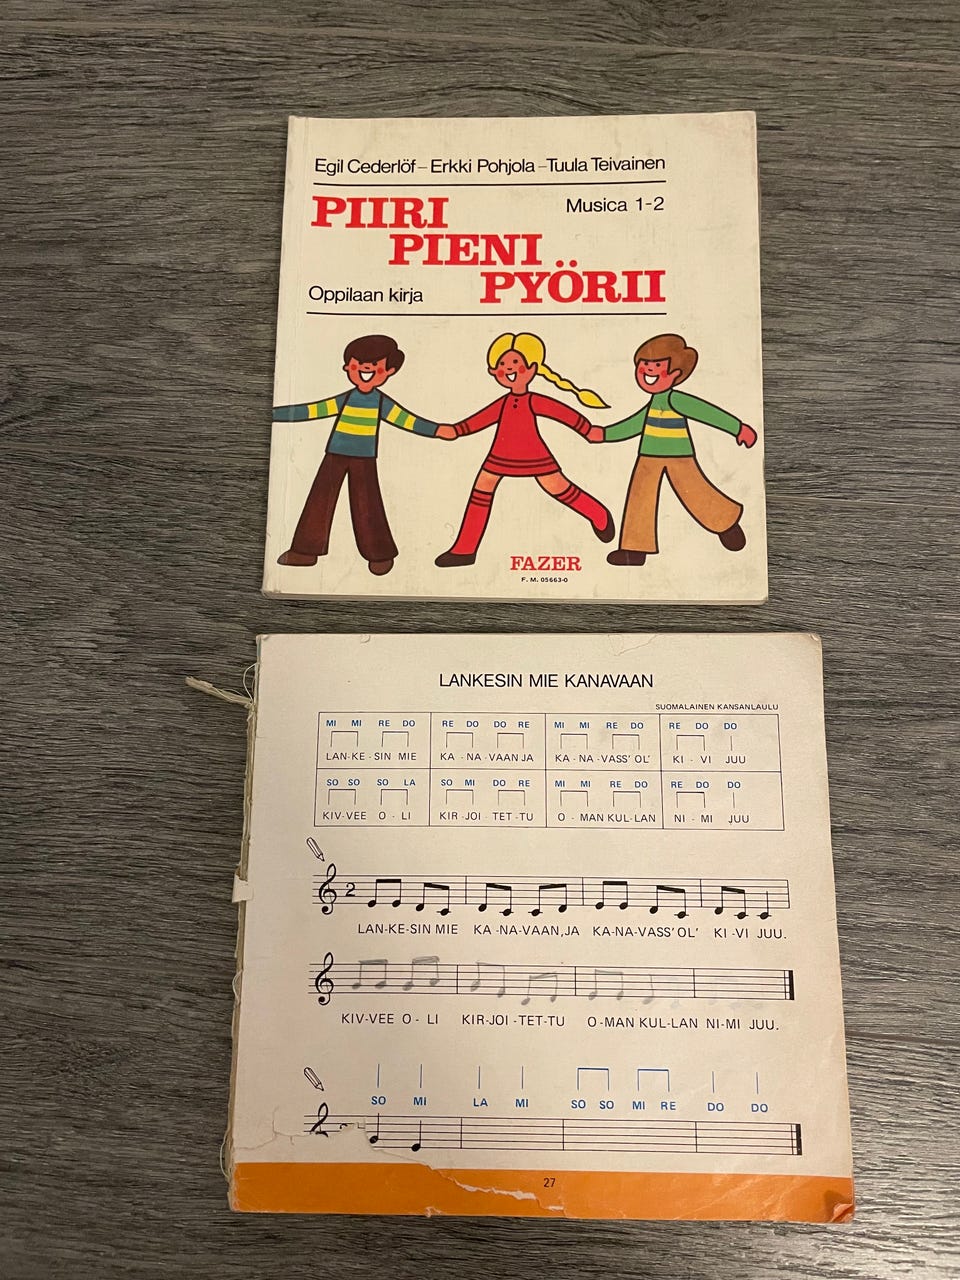 Egil Cederlöf – Erkki Pohjola – Tuula Teivainen
PIIRI
Musica 1-2
PIENI
PYÖRII
Oppilaan kirja
FAZER
F. M. 05663-0
LANKESIN MIE KANAVAAN
SUOMALAINEN KANSANLAULU
MI MI RE DO RE DO DO RE MI MI RE DO RE DO DO
LAN-KE-SIN MIE KA-NA-VAAN JA KA-NA-VASS' OL' KI-VI JUU
SO SO SO LA SO MI DO RE MI MI RE DO RE DO DO
KIV-VEE O-LI KIR-JOI-TET-TU O-MAN KUL-LAN NI-MI JUU
2
LAN-KE-SIN MIE KA-NA-VAAN,JA KA-NA-VASS' OL' KI-VI JUU.
KIV-VEE O-LI KIR-JOI-TET-TU O-MAN KUL-LAN NI-MI JUU.
SO MI LA MI SO SO MI RE DO DO
27